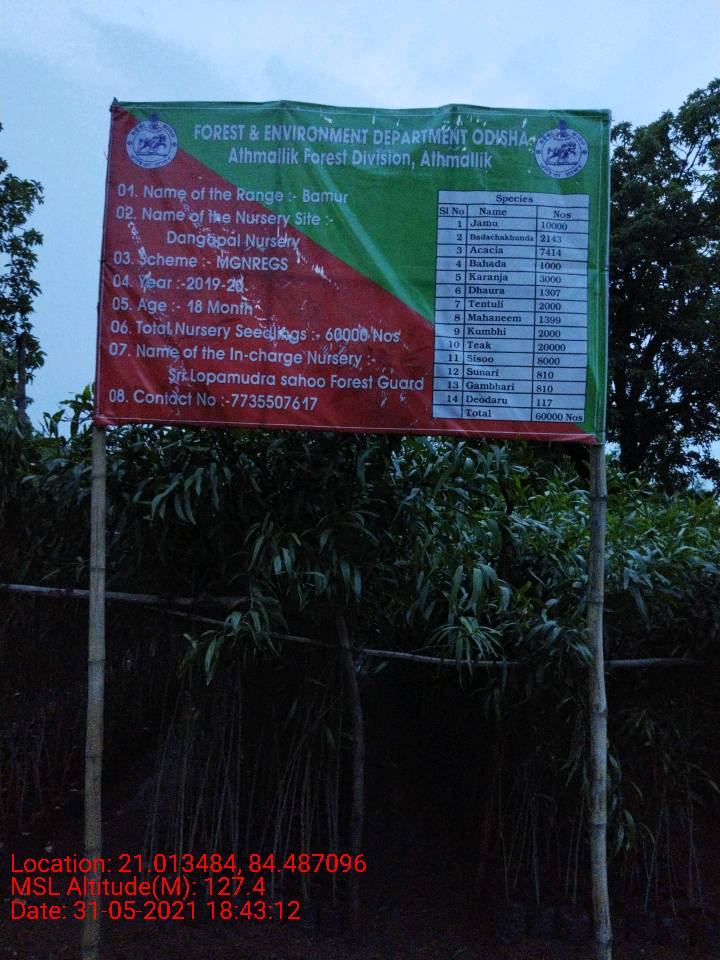 FOREST & ENVIRONMENT DEPARTMENT ODISHA
Athmallik Forest Division, Athmallik
01. Name of the Range :- Bamur
02. Name of the Nursery Site :-
Dangapal Nursery
03. Scheme :- MGNREGS
04. Year :-2019-20
05. Age :- 18 Month
06. Total Nursery Seedlings :- 60000 Nos
07. Name of the In-charge Nursery :-
Sri Lopamudra sahoo Forest Guard
08. Contact No :-7735507617
Species
Sl No Name Nos
1 Jamu 10000
2 Badachakhunda 2143
3 Acacia 7414
4 Bahada 1000
5 Karanja 3000
6 Dhaura 1307
7 Tentuli 2000
8 Mahaneem 1399
9 Kumbhi 2000
10 Teak 20000
11 Sisoo 8000
12 Sunari 810
13 Gambhari 810
14 Deodaru 117
Total 60000 Nos
Location: 21.013484, 84.487096
MSL Altitude(M): 127.4
Date: 31-05-2021 18:43:12